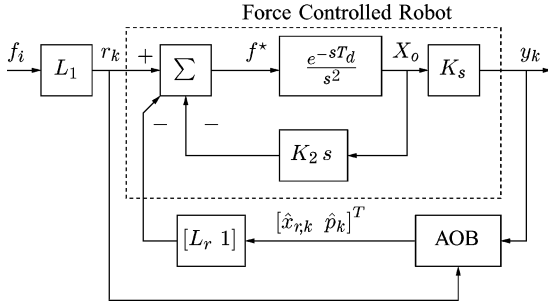 Force Controlled Robot
f_i
L_1
r_k
+
∑
f^⋆
e^{-sT_d} / s^2
X_o
K_s
y_k
−
−
K_2 s
[x̂_{r,k} p̂_k]^T
[L_r 1]
AOB